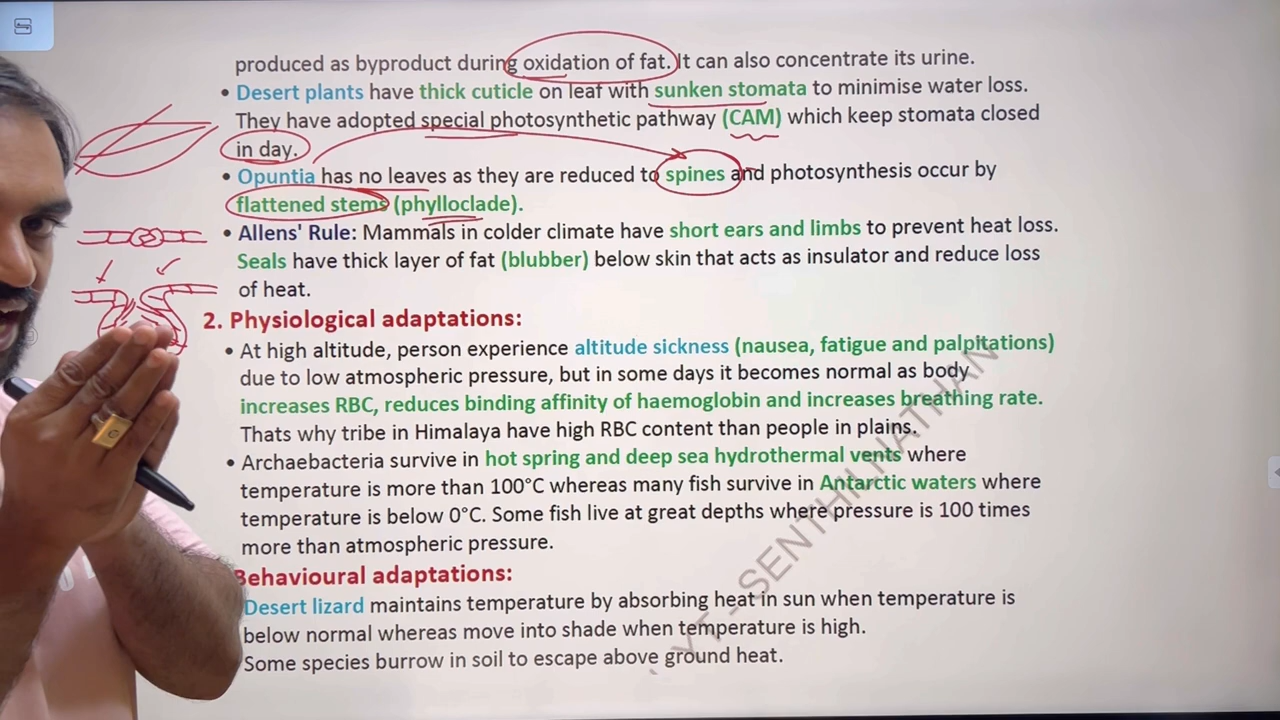 produced as byproduct during oxidation of fat. It can also concentrate its urine.
• Desert plants have thick cuticle on leaf with sunken stomata to minimise water loss.
They have adopted special photosynthetic pathway (CAM) which keep stomata closed
in day.
• Opuntia has no leaves as they are reduced to spines and photosynthesis occur by
flattened stems (phylloclade).
• Allens' Rule: Mammals in colder climate have short ears and limbs to prevent heat loss.
Seals have thick layer of fat (blubber) below skin that acts as insulator and reduce loss
of heat.
2. Physiological adaptations:
• At high altitude, person experience altitude sickness (nausea, fatigue and palpitations)
due to low atmospheric pressure, but in some days it becomes normal as body
increases RBC, reduces binding affinity of haemoglobin and increases breathing rate.
Thats why tribe in Himalaya have high RBC content than people in plains.
• Archaebacteria survive in hot spring and deep sea hydrothermal vents where
temperature is more than 100°C whereas many fish survive in Antarctic waters where
temperature is below 0°C. Some fish live at great depths where pressure is 100 times
more than atmospheric pressure.
Behavioural adaptations:
Desert lizard maintains temperature by absorbing heat in sun when temperature is
below normal whereas move into shade when temperature is high.
Some species burrow in soil to escape above ground heat.
YT - SENTHILNATHAN